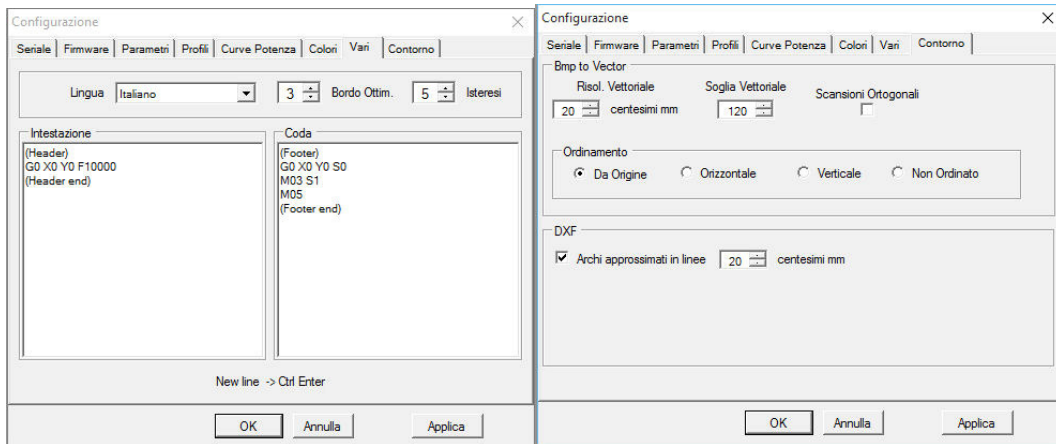 Configurazione
Seriale Firmware Parametri Profili Curve Potenza Colori Vari Contorno
Lingua Italiano 3 Bordo Ottim. 5 Isteresi
Intestazione
(Header)
G0 X0 Y0 F10000
(Header end)
Coda
(Footer)
G0 X0 Y0 S0
M03 S1
M05
(Footer end)
New line -> Ctrl Enter
OK Annulla Applica
Configurazione
Seriale Firmware Parametri Profili Curve Potenza Colori Vari Contorno
Bmp to Vector
Risol. Vettoriale Soglia Vettoriale Scansioni Ortogonali
20 centesimi mm 120
Ordinamento
Da Origine Orizzontale Verticale Non Ordinato
DXF
Archi approssimati in linee 20 centesimi mm
OK Annulla Applica